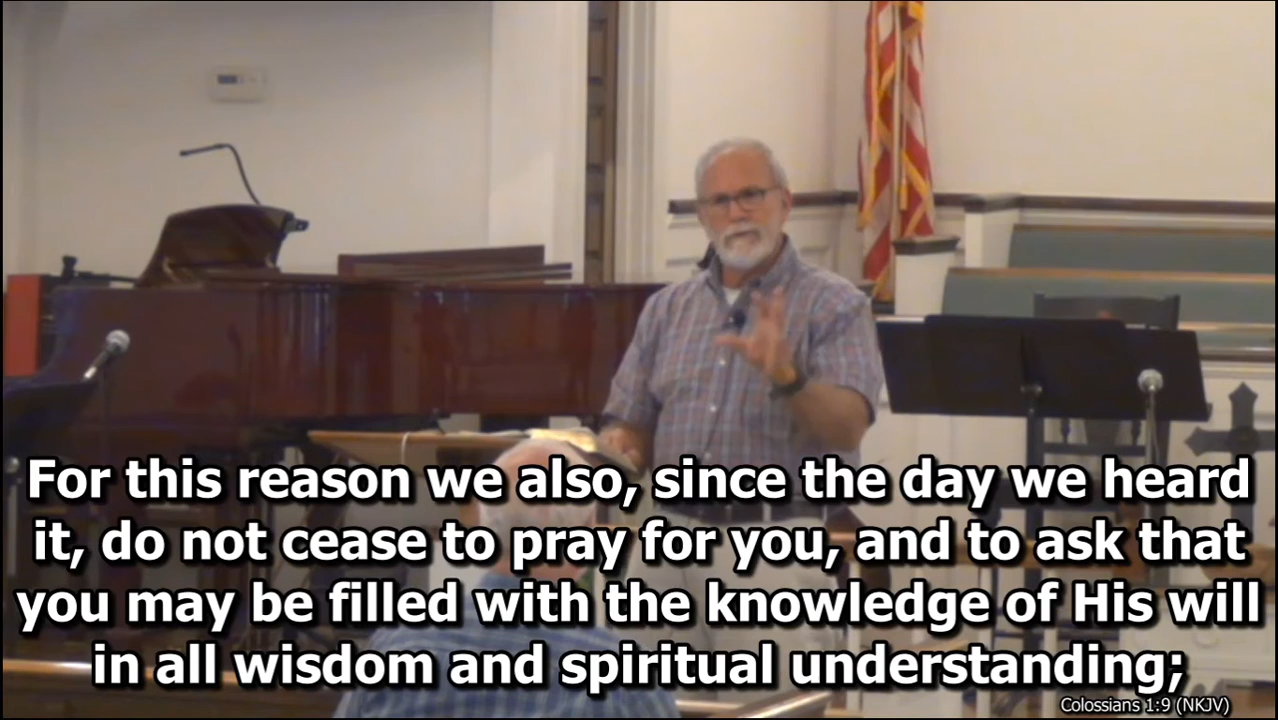 For this reason we also, since the day we heard
it, do not cease to pray for you, and to ask that
you may be filled with the knowledge of His will
in all wisdom and spiritual understanding;
Colossians 1:9 (NKJV)